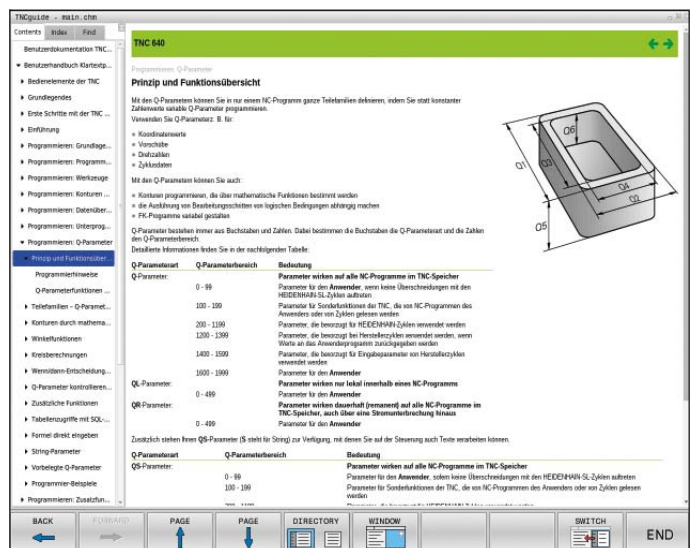 TNCguide - main.chm
Contents Index Find
Benutzerdokumentation TNC...
Benutzerhandbuch Klartextp...
Bedienelemente der TNC
Grundlegendes
Erste Schritte mit der TNC ...
Einführung
Programmieren: Grundlage...
Programmieren: Programm...
Programmieren: Werkzeuge
Programmieren: Konturen ...
Programmieren: Datenüber...
Programmieren: Unterprog...
Programmieren: Q-Parameter
Prinzip und Funktionsüber...
Programmierhinweise
Q-Parameterfunktionen ...
Teilefamilien - Q-Paramet...
Konturen durch mathema...
Winkelfunktionen
Kreisberechnungen
Wenn/dann-Entscheidung...
Q-Parameter kontrollieren...
Zusätzliche Funktionen
Tabellenzugriffe mit SQL-...
Formel direkt eingeben
String-Parameter
Vorbelegte Q-Parameter
Programmier-Beispiele
Programmieren: Zusatzfun...
TNC 640
Programmieren: Q-Parameter
Prinzip und Funktionsübersicht
Mit den Q-Parametern können Sie in nur einem NC-Programm ganze Teilefamilien definieren, indem Sie statt konstanter
Zahlenwerte variable Q-Parameter programmieren.
Verwenden Sie Q-Parameterz. B. für:
Koordinatenwerte
Vorschübe
Drehzahlen
Zyklusdaten
Mit den Q-Parametern können Sie auch:
Konturen programmieren, die über mathematische Funktionen bestimmt werden
die Ausführung von Bearbeitungsschritten von logischen Bedingungen abhängig machen
FK-Programme variabel gestalten
Q6
Q1
Q3
Q4
Q2
Q5
Q-Parameter bestehen immer aus Buchstaben und Zahlen. Dabei bestimmen die Buchstaben die Q-Parameterart und die Zahlen
den Q-Parameterbereich.
Detaillierte Informationen finden Sie in der nachfolgenden Tabelle:
Q-Parameterart Q-Parameterbereich Bedeutung
Q-Parameter: Parameter wirken auf alle NC-Programme im TNC-Speicher
0 - 99 Parameter für den Anwender, wenn keine Überschneidungen mit den
HEIDENHAIN-SL-Zyklen auftreten
100 - 199 Parameter für Sonderfunktionen der TNC, die von NC-Programmen des
Anwenders oder von Zyklen gelesen werden
200 - 1199 Parameter, die bevorzugt für HEIDENHAIN-Zyklen verwendet werden
1200 - 1399 Parameter, die bevorzugt bei Herstellerzyklen verwendet werden, wenn
Werte an das Anwenderprogramm zurückgegeben werden
1400 - 1599 Parameter, die bevorzugt für Eingabeparameter von Herstellerzyklen
verwendet werden
1600 - 1999 Parameter für den Anwender
QL-Parameter: Parameter wirken nur lokal innerhalb eines NC-Programms
0 - 499 Parameter für den Anwender
QR-Parameter: Parameter wirken dauerhaft (remanent) auf alle NC-Programme im
TNC-Speicher, auch über eine Stromunterbrechung hinaus
0 - 499 Parameter für den Anwender
Zusätzlich stehen Ihnen QS-Parameter (S steht für String) zur Verfügung, mit denen Sie auf der Steuerung auch Texte verarbeiten können.
Q-Parameterart Q-Parameterbereich Bedeutung
QS-Parameter: Parameter wirken auf alle NC-Programme im TNC-Speicher
0 - 99 Parameter für den Anwender, sofern keine Überschneidungen mit den HEIDENHAIN-SL-Zyklen auftreten
100 - 199 Parameter für Sonderfunktionen der TNC, die von NC-Programmen des Anwenders oder von Zyklen gelesen
werden
BACK FORWARD PAGE PAGE DIRECTORY WINDOW SWITCH END